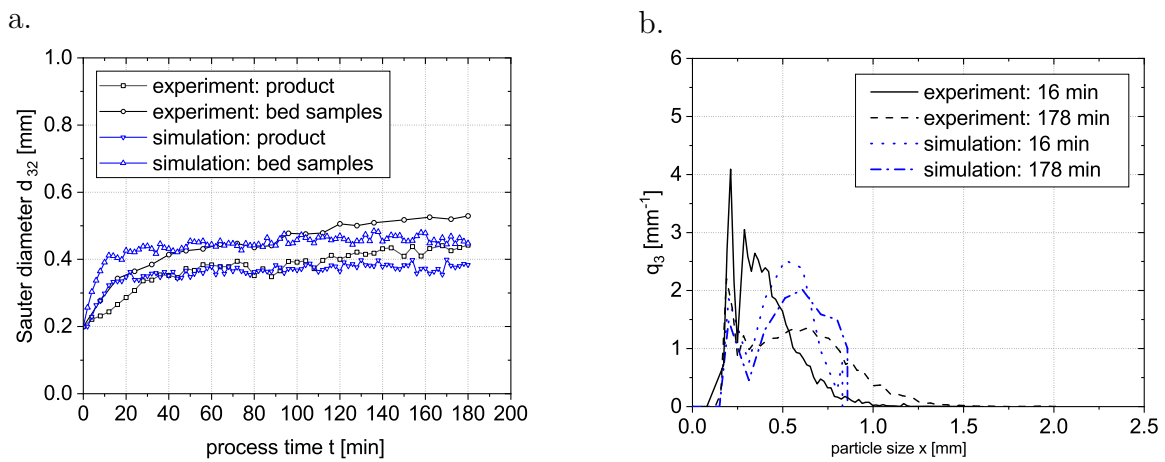 a.
1.0
0.8
0.6
0.4
0.2
0.0
Sauter diameter d32 [mm]
experiment: product
experiment: bed samples
simulation: product
simulation: bed samples
0 20 40 60 80 100 120 140 160 180 200
process time t [min]
b.
6
5
4
3
2
1
0
q3 [mm-1]
experiment: 16 min
experiment: 178 min
simulation: 16 min
simulation: 178 min
0.0 0.5 1.0 1.5 2.0 2.5
particle size x [mm]